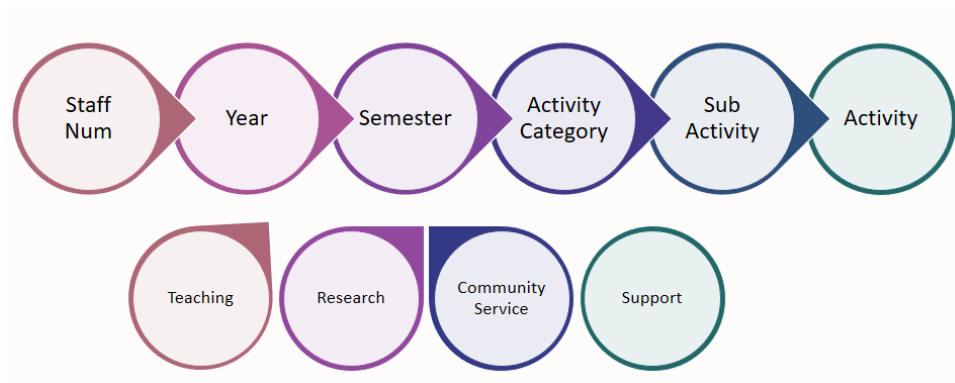 Staff
Num
Year
Semester
Activity
Category
Sub
Activity
Activity
Teaching
Research
Community
Service
Support